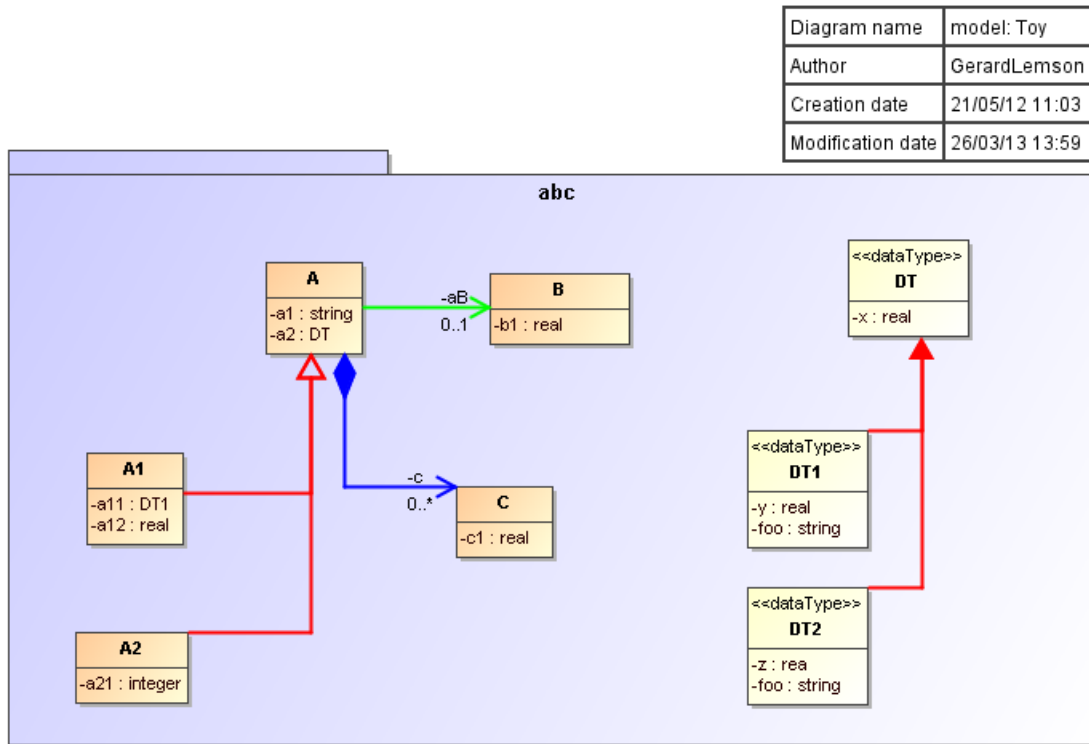 Diagram name model: Toy
Author GerardLemson
Creation date 21/05/12 11:03
Modification date 26/03/13 13:59
abc
A
-a1 : string
-a2 : DT
-aB
0..1
B
-b1 : real
<<dataType>>
DT
-x : real
A1
-a11 : DT1
-a12 : real
-c
0..*
C
-c1 : real
<<dataType>>
DT1
-y : real
-foo : string
A2
-a21 : integer
<<dataType>>
DT2
-z : rea
-foo : string